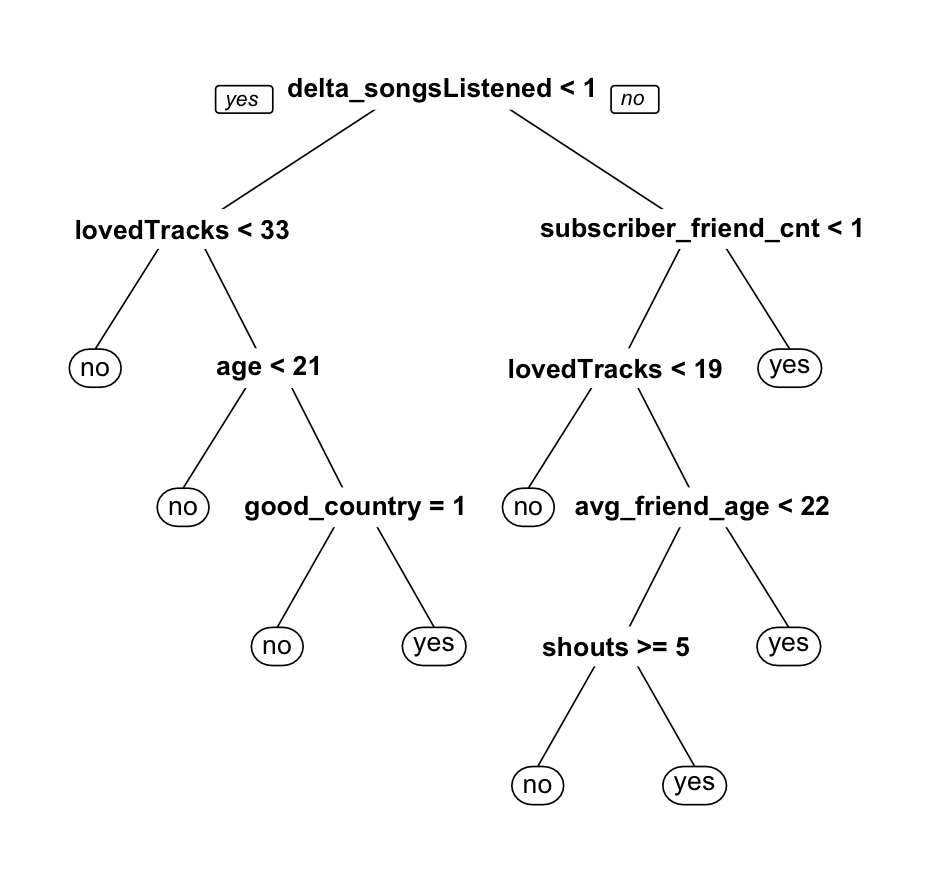 yes delta_songsListened < 1 no
lovedTracks < 33
subscriber_friend_cnt < 1
no
age < 21
lovedTracks < 19
yes
no
good_country = 1
no
avg_friend_age < 22
no
yes
shouts >= 5
yes
no
yes